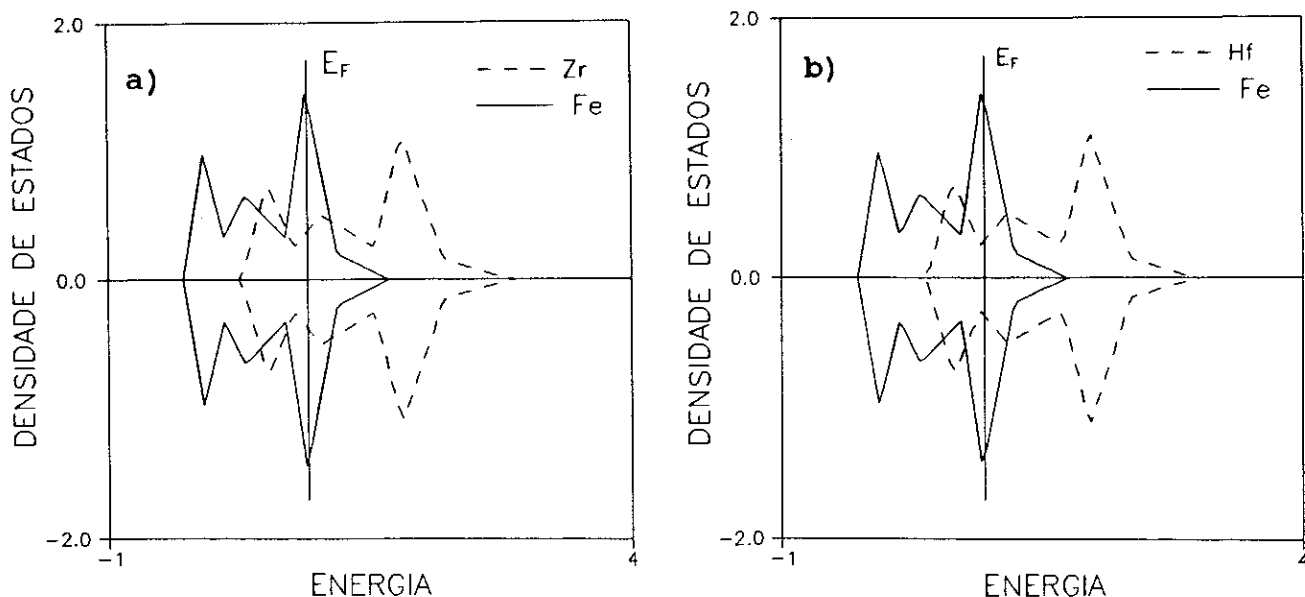 2.0
a)
E_F
Zr
Fe
DENSIDADE DE ESTADOS
0.0
-2.0
-1
4
ENERGIA
2.0
b)
E_F
Hf
Fe
DENSIDADE DE ESTADOS
0.0
-2.0
-1
4
ENERGIA